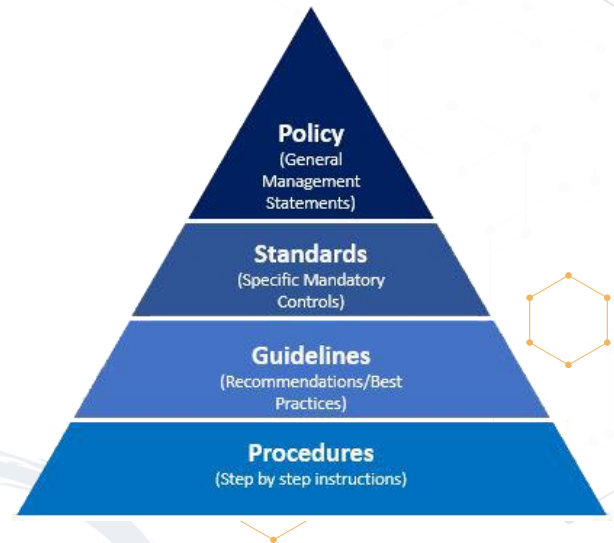 Policy
(General
Management
Statements)
Standards
(Specific Mandatory
Controls)
Guidelines
(Recommendations/Best
Practices)
Procedures
(Step by step instructions)